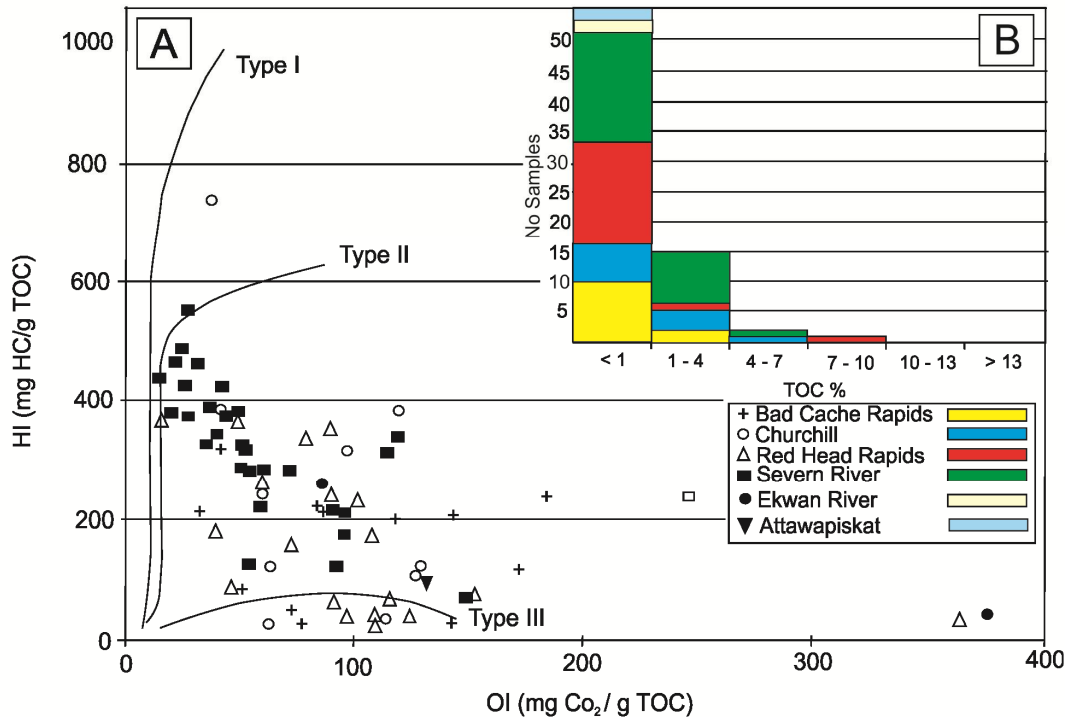 A
B
1000
800
600
400
200
0
HI (mg HC/g TOC)
Type I
Type II
Type III
0
100
200
300
400
OI (mg Co₂ / g TOC)
No Samples
50
45
40
35
30
25
20
15
10
5
< 1
1 - 4
4 - 7
7 - 10
10 - 13
> 13
TOC %
Bad Cache Rapids
Churchill
Red Head Rapids
Severn River
Ekwan River
Attawapiskat